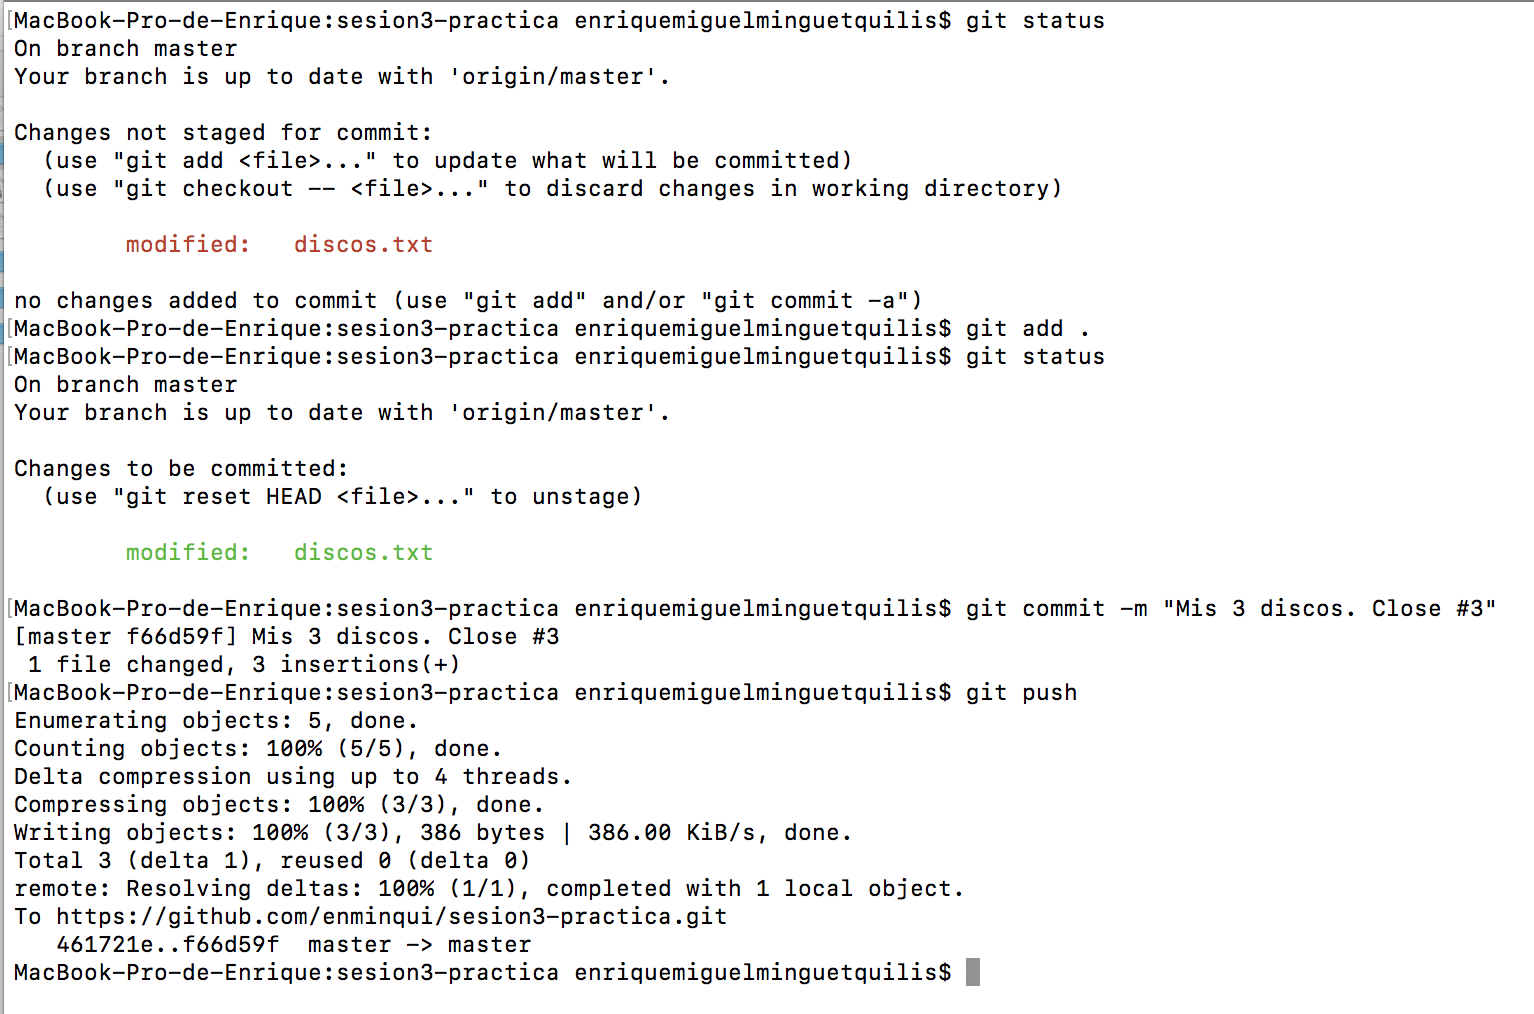 [MacBook-Pro-de-Enrique:sesion3-practica enriquemiguelminguetquilis$ git status
On branch master
Your branch is up to date with 'origin/master'.
Changes not staged for commit:
  (use "git add <file>..." to update what will be committed)
  (use "git checkout -- <file>..." to discard changes in working directory)
        modified:   discos.txt
no changes added to commit (use "git add" and/or "git commit -a")
[MacBook-Pro-de-Enrique:sesion3-practica enriquemiguelminguetquilis$ git add .
[MacBook-Pro-de-Enrique:sesion3-practica enriquemiguelminguetquilis$ git status
On branch master
Your branch is up to date with 'origin/master'.
Changes to be committed:
  (use "git reset HEAD <file>..." to unstage)
        modified:   discos.txt
[MacBook-Pro-de-Enrique:sesion3-practica enriquemiguelminguetquilis$ git commit -m "Mis 3 discos. Close #3"
[master f66d59f] Mis 3 discos. Close #3
 1 file changed, 3 insertions(+)
[MacBook-Pro-de-Enrique:sesion3-practica enriquemiguelminguetquilis$ git push
Enumerating objects: 5, done.
Counting objects: 100% (5/5), done.
Delta compression using up to 4 threads.
Compressing objects: 100% (3/3), done.
Writing objects: 100% (3/3), 386 bytes | 386.00 KiB/s, done.
Total 3 (delta 1), reused 0 (delta 0)
remote: Resolving deltas: 100% (1/1), completed with 1 local object.
To https://github.com/enminqui/sesion3-practica.git
   461721e..f66d59f  master -> master
MacBook-Pro-de-Enrique:sesion3-practica enriquemiguelminguetquilis$